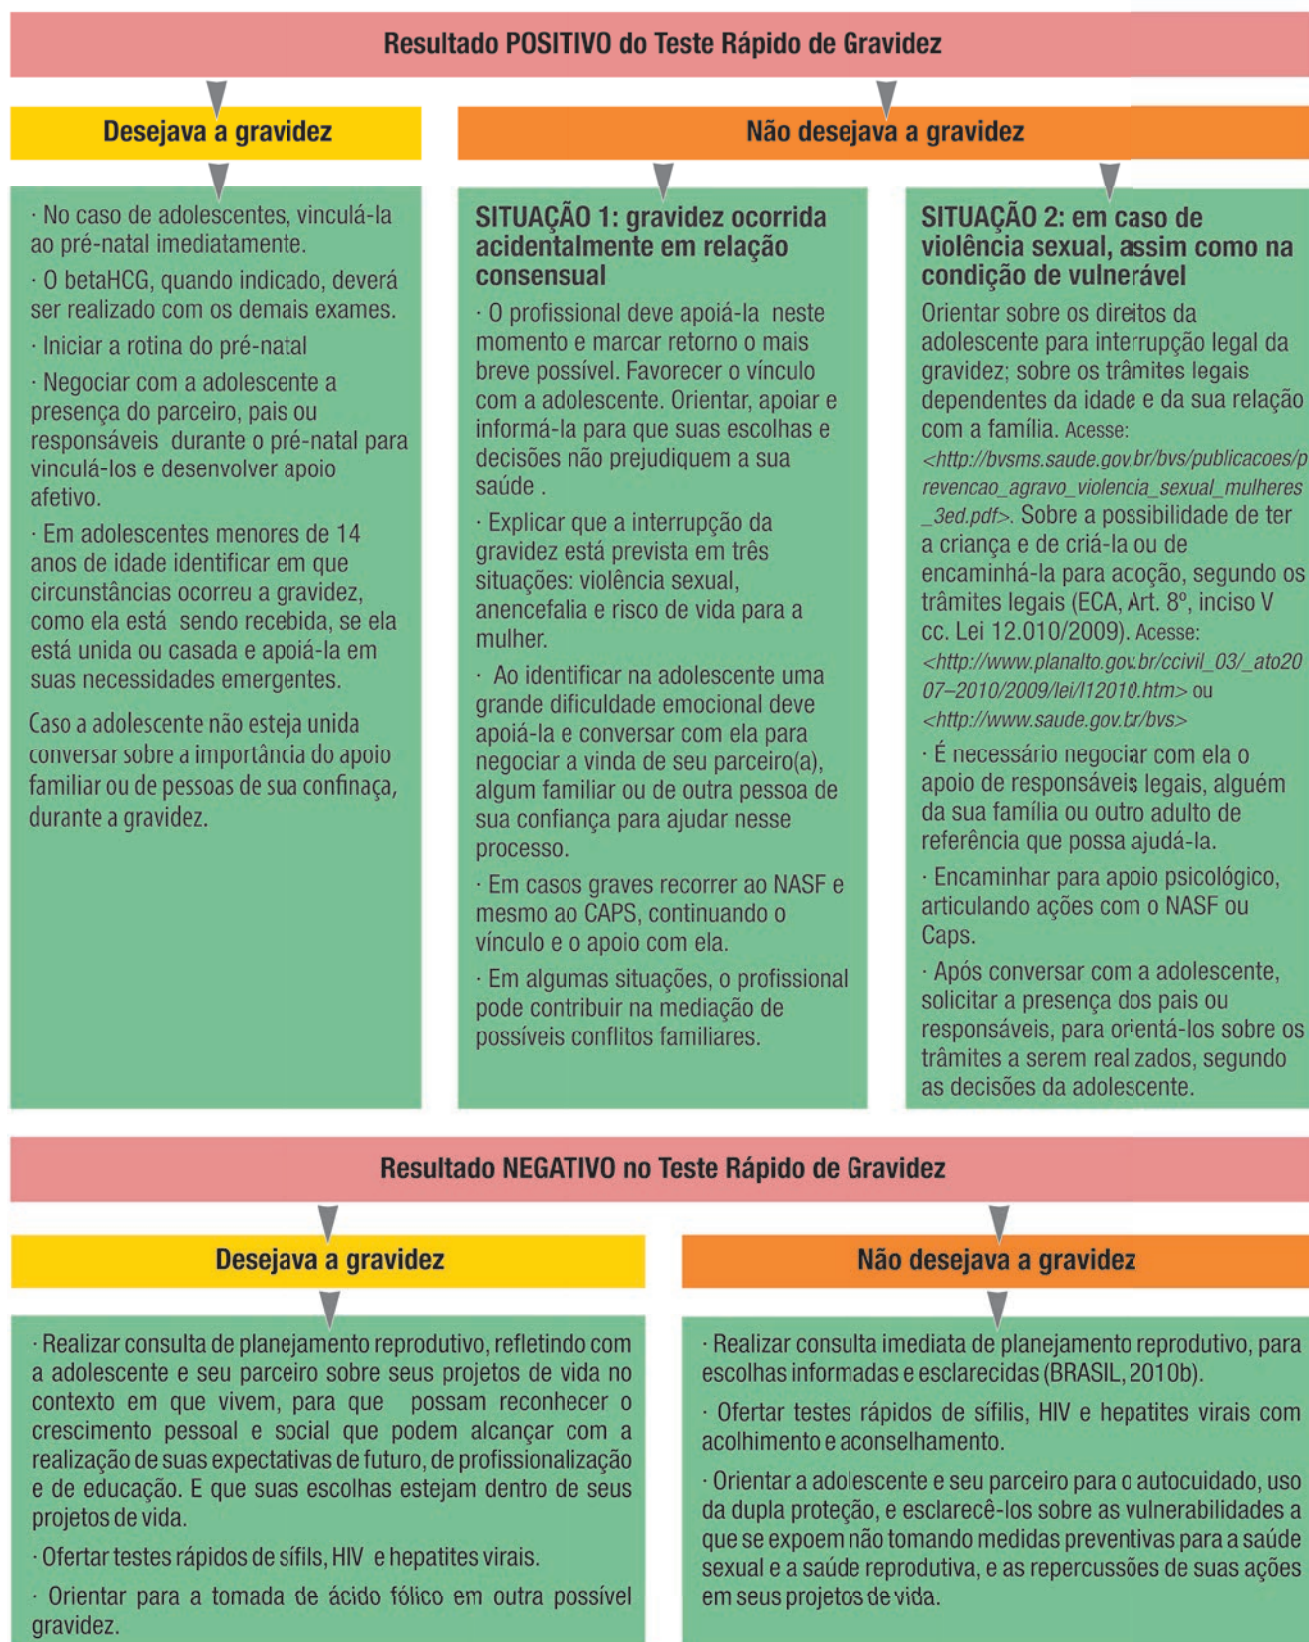 Resultado POSITIVO do Teste Rápido de Gravidez
Desejava a gravidez
· No caso de adolescentes, vinculá-la
ao pré-natal imediatamente.
· O betaHCG, quando indicado, deverá
ser realizado com os demais exames.
· Iniciar a rotina do pré-natal
· Negociar com a adolescente a
presença do parceiro, pais ou
responsáveis durante o pré-natal para
vinculá-los e desenvolver apoio
afetivo.
· Em adolescentes menores de 14
anos de idade identificar em que
circunstâncias ocorreu a gravidez,
como ela está sendo recebida, se ela
está unida ou casada e apoiá-la em
suas necessidades emergentes.
Caso a adolescente não esteja unida
conversar sobre a importância do apoio
familiar ou de pessoas de sua confinaça,
durante a gravidez.
Não desejava a gravidez
SITUAÇÃO 1: gravidez ocorrida
acidentalmente em relação
consensual
· O profissional deve apoiá-la neste
momento e marcar retorno o mais
breve possível. Favorecer o vínculo
com a adolescente. Orientar, apoiar e
informá-la para que suas escolhas e
decisões não prejudiquem a sua
saúde .
· Explicar que a interrupção da
gravidez está prevista em três
situações: violência sexual,
anencefalia e risco de vida para a
mulher.
· Ao identificar na adolescente uma
grande dificuldade emocional deve
apoiá-la e conversar com ela para
negociar a vinda de seu parceiro(a),
algum familiar ou de outra pessoa de
sua confiança para ajudar nesse
processo.
· Em casos graves recorrer ao NASF e
mesmo ao CAPS, continuando o
vínculo e o apoio com ela.
· Em algumas situações, o profissional
pode contribuir na mediação de
possíveis conflitos familiares.
SITUAÇÃO 2: em caso de
violência sexual, assim como na
condição de vulnerável
Orientar sobre os direitos da
adolescente para interrupção legal da
gravidez; sobre os trâmites legais
dependentes da idade e da sua relação
com a família. Acesse:
<http://bvsms.saude.gov.br/bvs/publicacoes/p
revencao_agravo_violencia_sexual_mulheres
_3ed.pdf>. Sobre a possibilidade de ter
a criança e de criá-la ou de
encaminhá-la para acoção, segundo os
trâmites legais (ECA, Art. 8º, inciso V
cc. Lei 12.010/2009). Acesse:
<http://www.planalto.gov.br/ccivil_03/_ato20
07–2010/2009/lei/l12010.htm> ou
<http://www.saude.gov.br/bvs>
· É necessário negociar com ela o
apoio de responsáveis legais, alguém
da sua família ou outro adulto de
referência que possa ajudá-la.
· Encaminhar para apoio psicológico,
articulando ações com o NASF ou
Caps.
· Após conversar com a adolescente,
solicitar a presença dos pais ou
responsáveis, para orientá-los sobre os
trâmites a serem real zados, segundo
as decisões da adolescente.
Resultado NEGATIVO no Teste Rápido de Gravidez
Desejava a gravidez
· Realizar consulta de planejamento reprodutivo, refletindo com
a adolescente e seu parceiro sobre seus projetos de vida no
contexto em que vivem, para que possam reconhecer o
crescimento pessoal e social que podem alcançar com a
realização de suas expectativas de futuro, de profissionalização
e de educação. E que suas escolhas estejam dentro de seus
projetos de vida.
· Ofertar testes rápidos de sífils, HIV e hepatites virais.
· Orientar para a tomada de ácido fólico em outra possível
gravidez.
Não desejava a gravidez
· Realizar consulta imediata de planejamento reprodutivo, para
escolhas informadas e esclarecidas (BRASIL, 2010b).
· Ofertar testes rápidos de sífilis, HIV e hepatites virais com
acolhimento e aconselhamento.
· Orientar a adolescente e seu parceiro para o autocuidado, uso
da dupla proteção, e esclarecê-los sobre as vulnerabilidades a
que se expoem não tomando medidas preventivas para a saúde
sexual e a saúde reprodutiva, e as repercussões de suas ações
em seus projetos de vida.